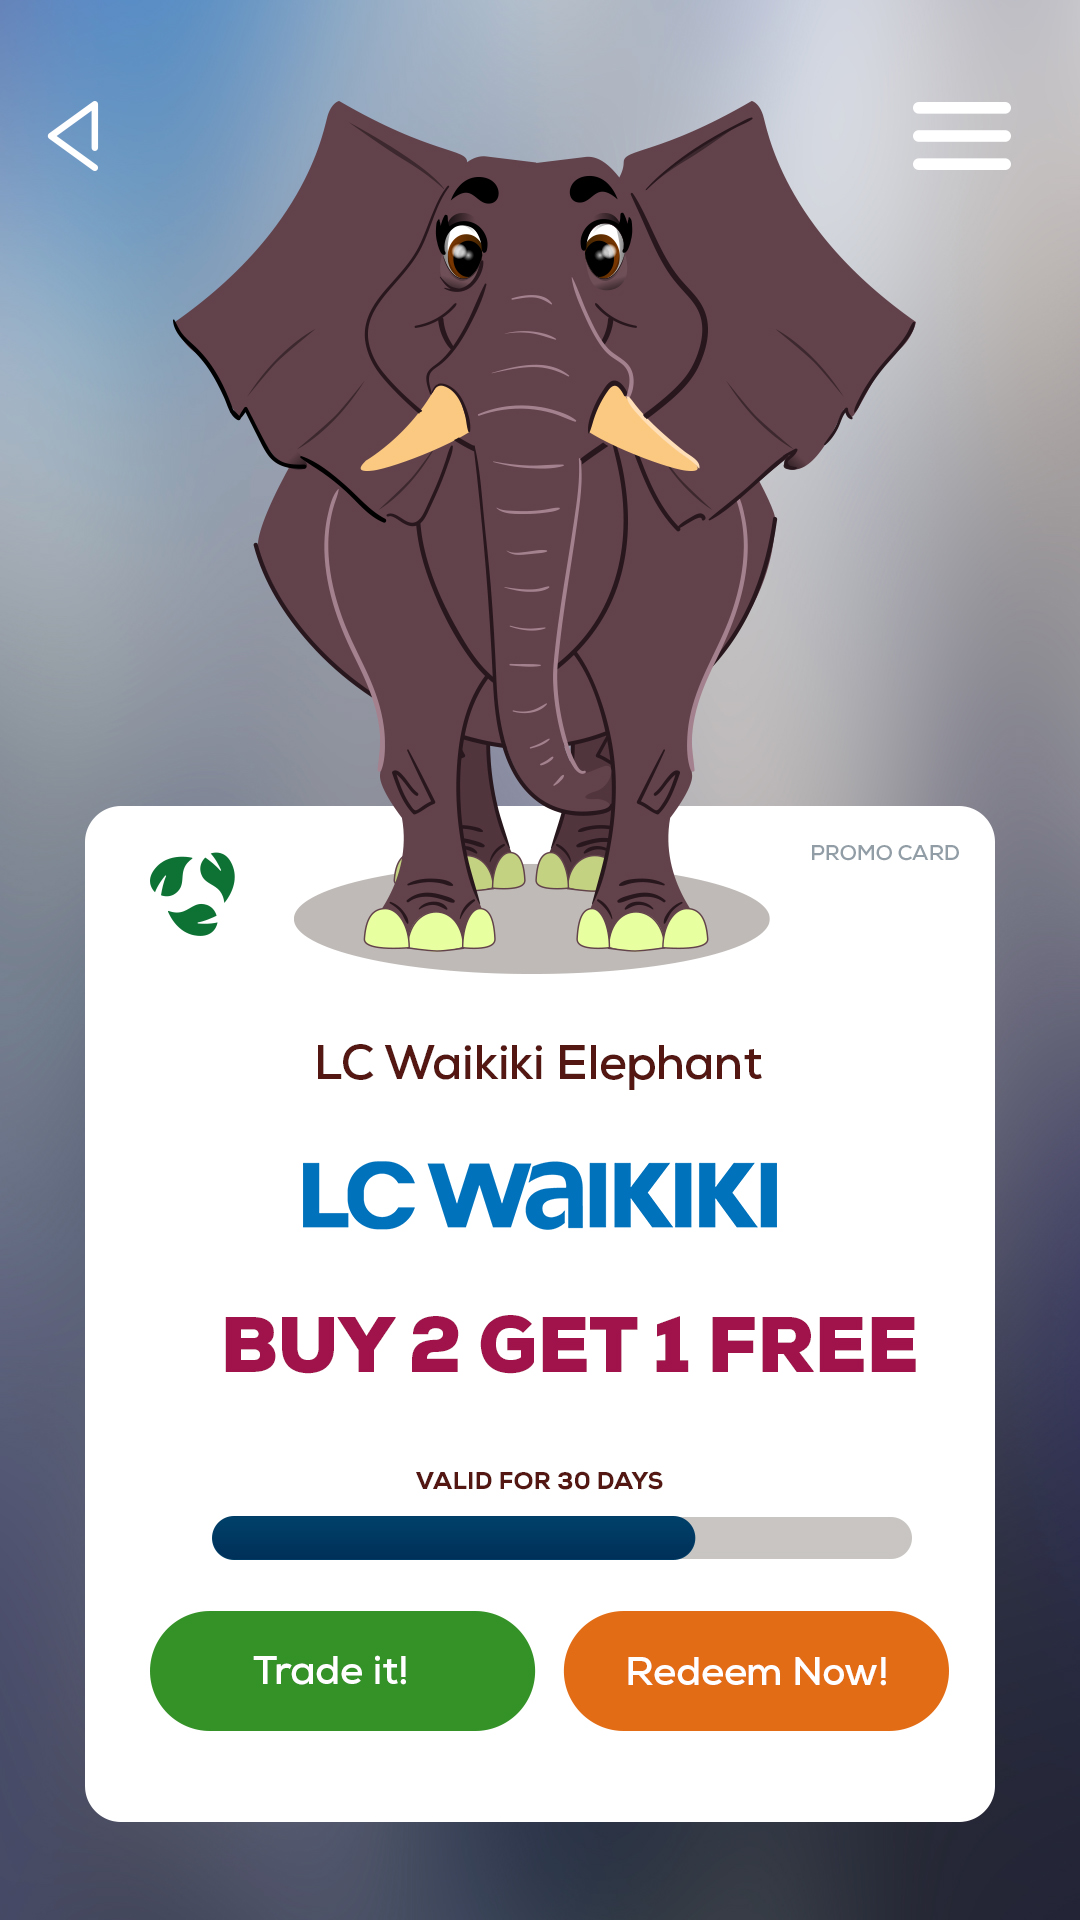 PROMO CARD
LC Waikiki Elephant
LC WAIKIKI
BUY 2 GET 1 FREE
VALID FOR 30 DAYS
Trade it!
Redeem Now!